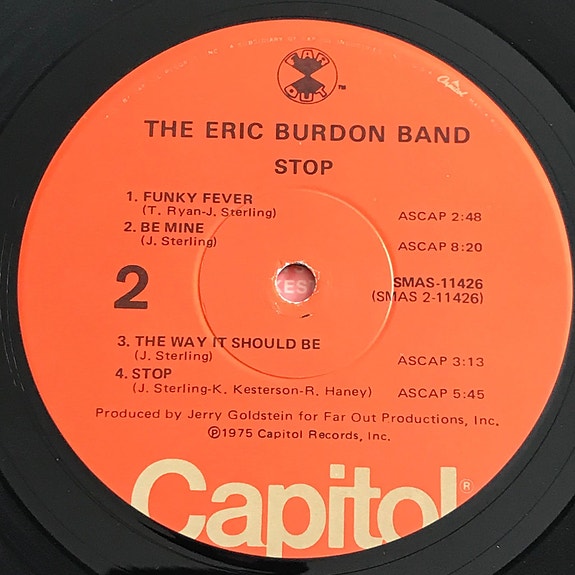 FAR OUT
™
Capitol
THE ERIC BURDON BAND
STOP
1. FUNKY FEVER
(T. Ryan-J. Sterling) ASCAP 2:48
2. BE MINE
(J. Sterling) ASCAP 8:20
2
SMAS-11426
(SMAS 2-11426)
3. THE WAY IT SHOULD BE
(J. Sterling) ASCAP 3:13
4. STOP
(J. Sterling-K. Kesterson-R. Haney) ASCAP 5:45
Produced by Jerry Goldstein for Far Out Productions, Inc.
℗1975 Capitol Records, Inc.
Capitol®